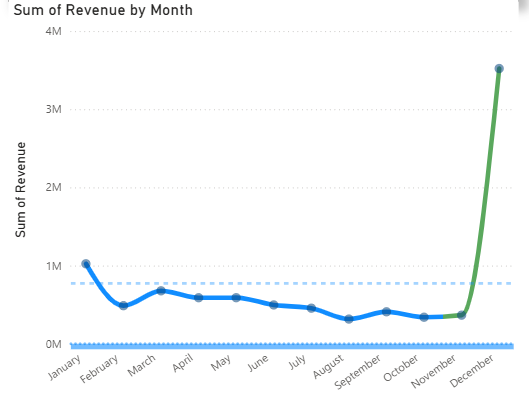 Sum of Revenue by Month
4M
3M
2M
1M
0M
Sum of Revenue
January
February
March
April
May
June
July
August
September
October
November
December